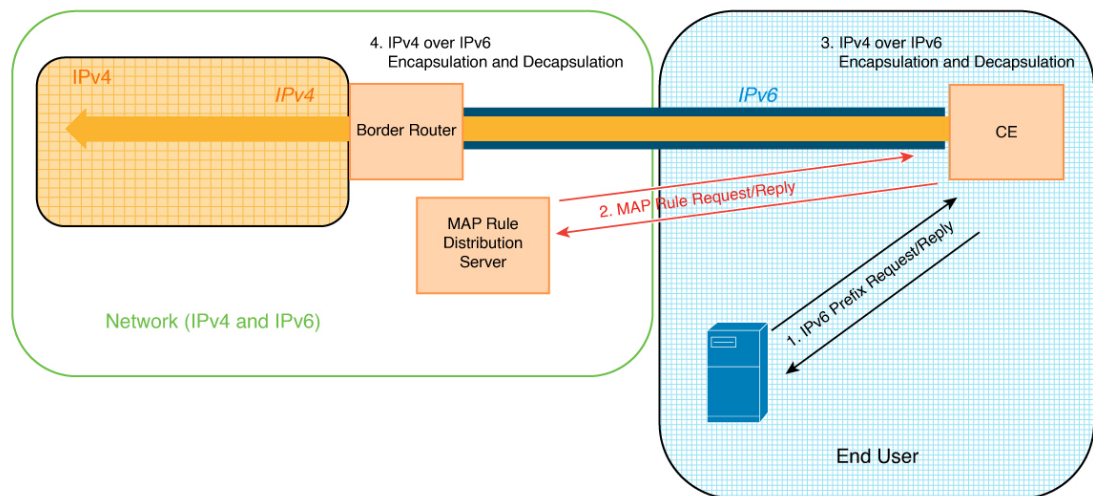 4. IPv4 over IPv6
Encapsulation and Decapsulation
3. IPv4 over IPv6
Encapsulation and Decapsulation
IPv4
IPv4
IPv6
Border Router
CE
2. MAP Rule Request/Reply
MAP Rule
Distribution
Server
1. IPv6 Prefix Request/Reply
Network (IPv4 and IPv6)
End User